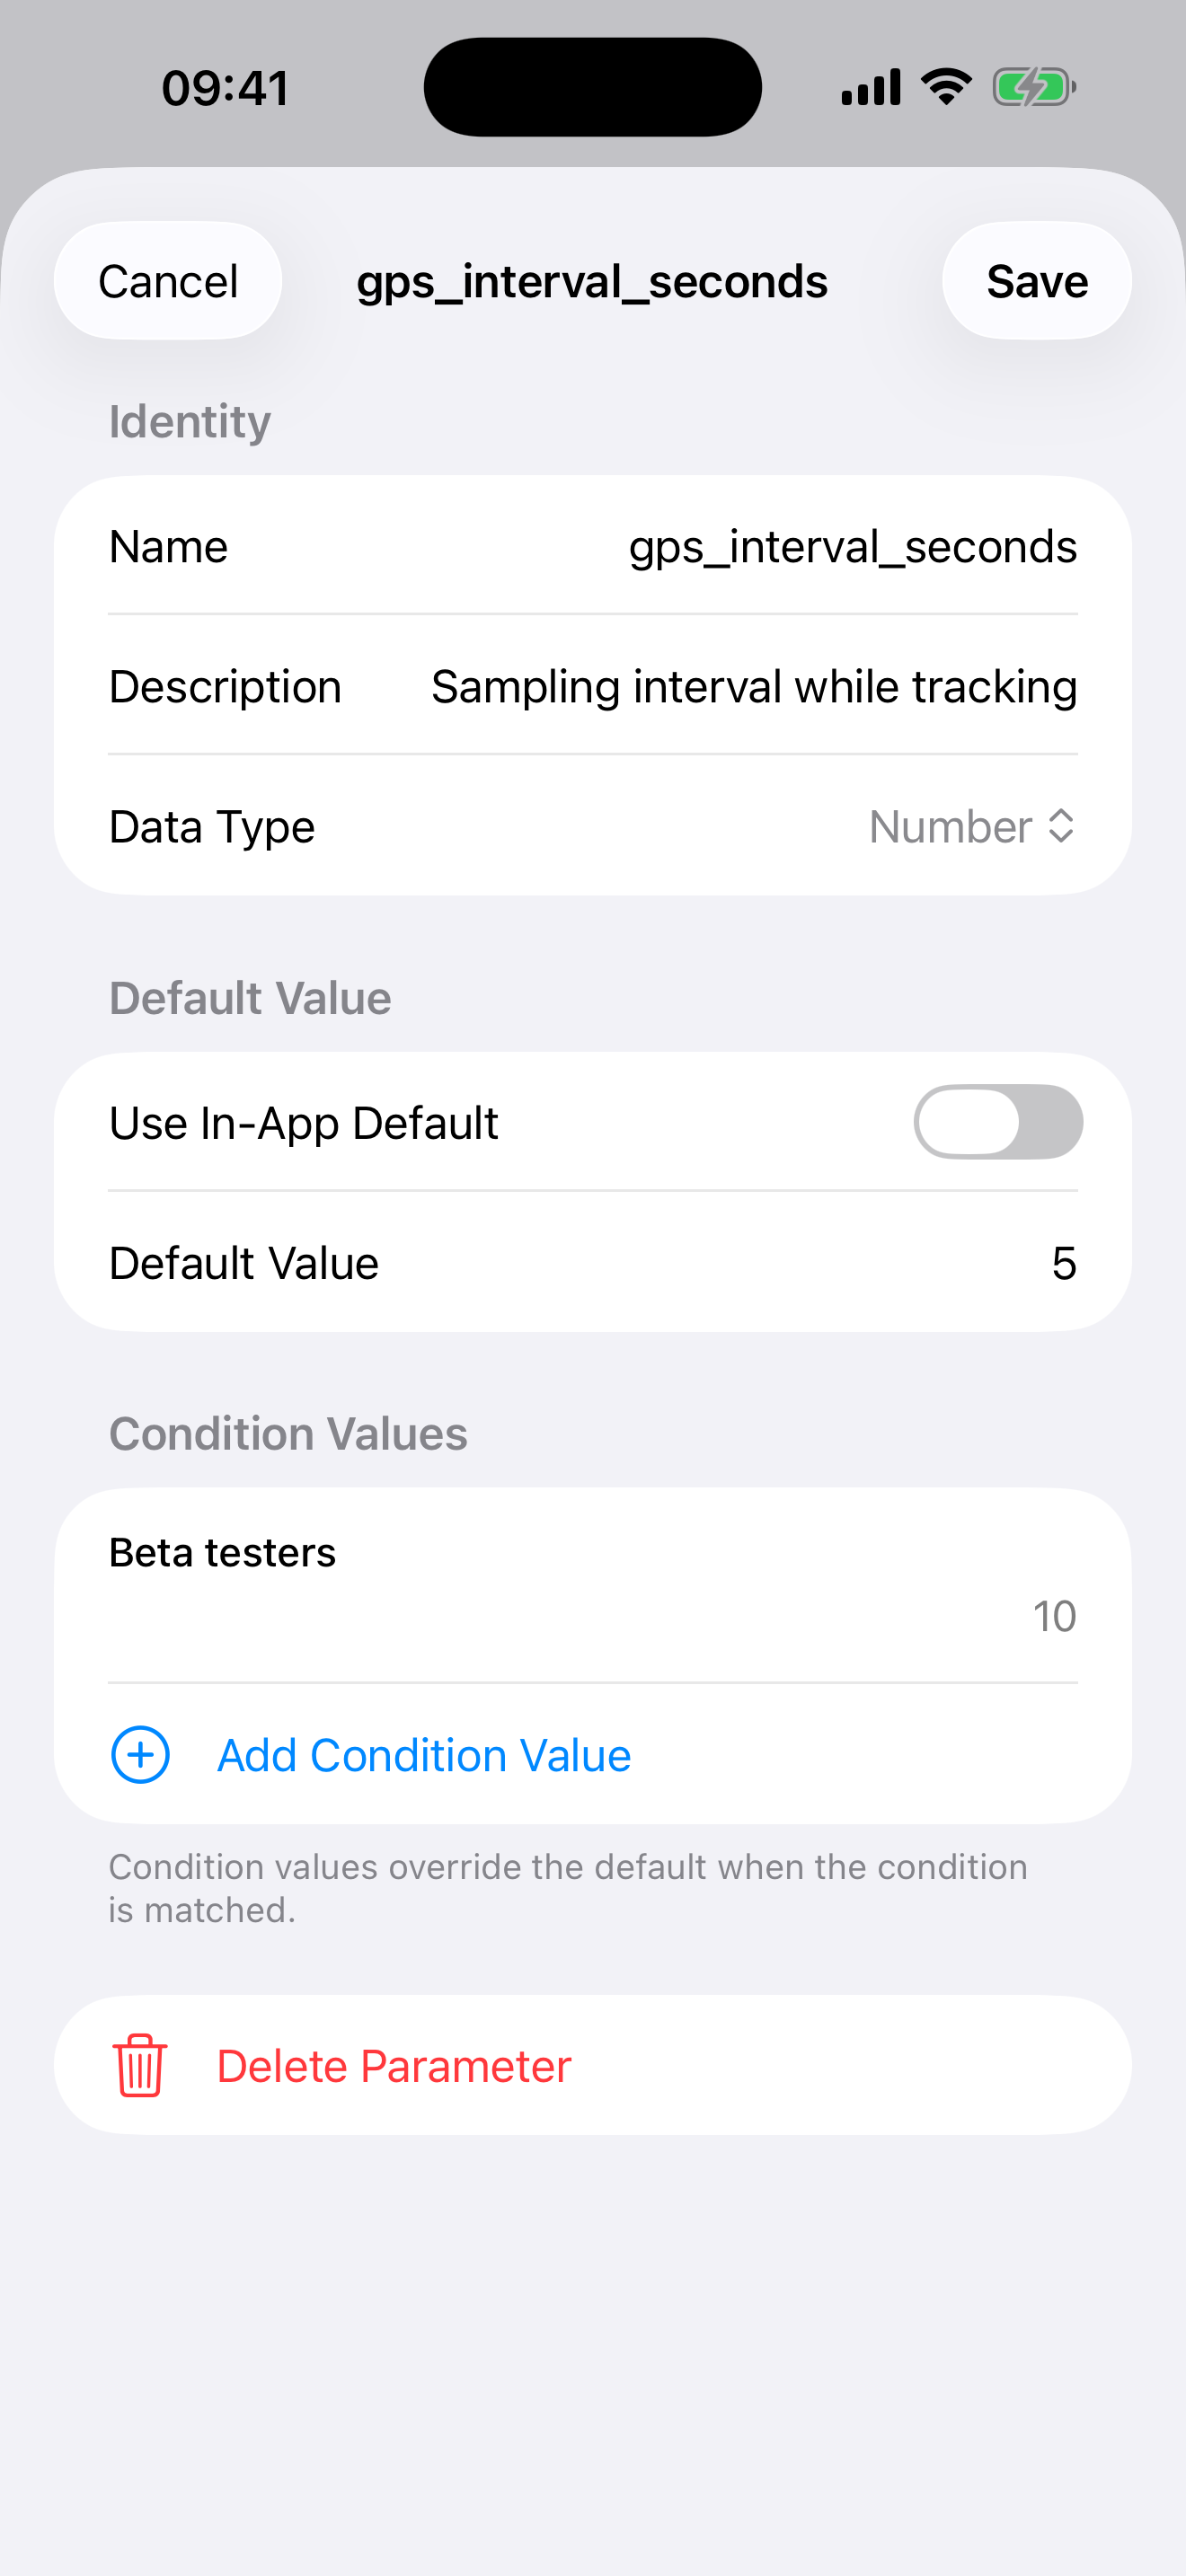 09:41
Cancel
gps_interval_seconds
Save
Identity
Name
gps_interval_seconds
Description
Sampling interval while tracking
Data Type
Number
Default Value
Use In-App Default
Default Value
5
Condition Values
Beta testers
10
Add Condition Value
Condition values override the default when the condition
is matched.
Delete Parameter